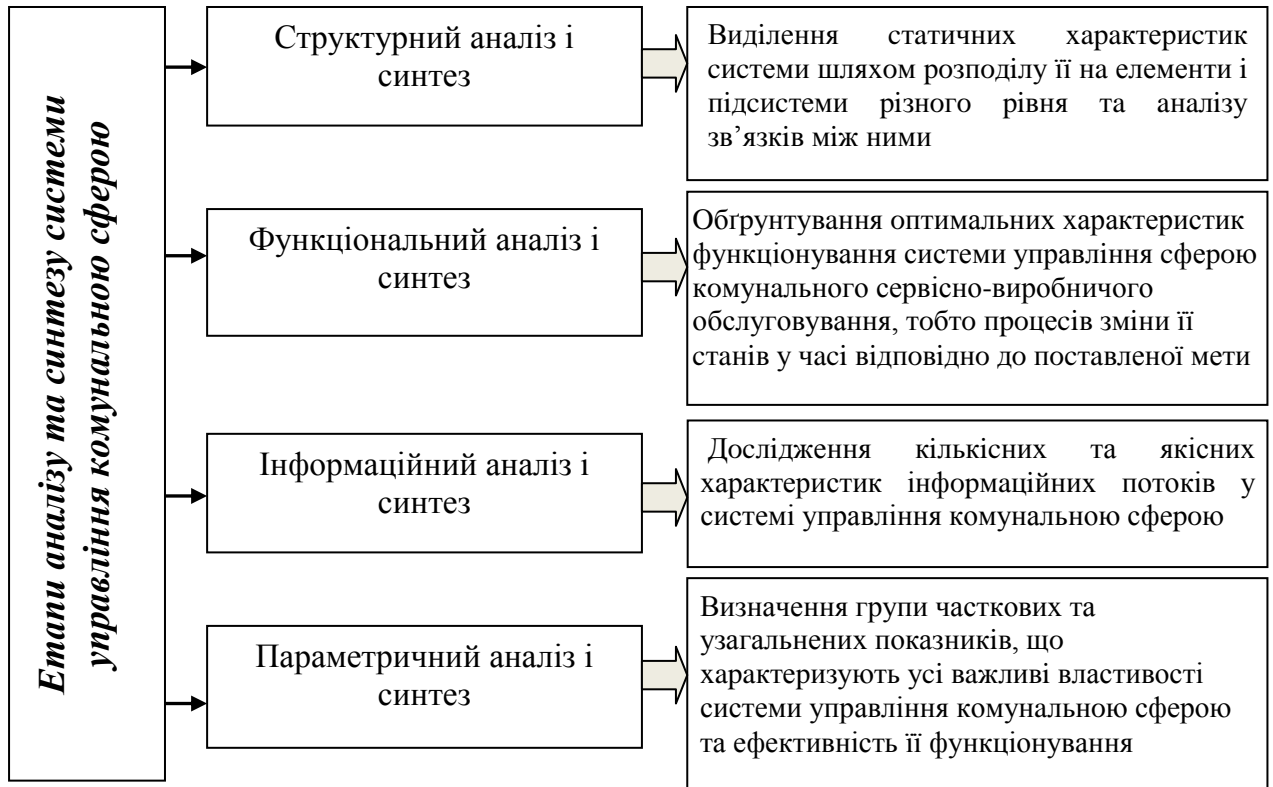 Етапи аналізу та синтезу системи
управління комунальною сферою
Структурний аналіз і
синтез
Виділення статичних характеристик
системи шляхом розподілу її на елементи і
підсистеми різного рівня та аналізу
зв’язків між ними
Функціональний аналіз і
синтез
Обґрунтування оптимальних характеристик
функціонування системи управління сферою
комунального сервісно-виробничого
обслуговування, тобто процесів зміни її
станів у часі відповідно до поставленої мети
Інформаційний аналіз і
синтез
Дослідження кількісних та якісних
характеристик інформаційних потоків у
системі управління комунальною сферою
Параметричний аналіз і
синтез
Визначення групи часткових та
узагальнених показників, що
характеризують усі важливі властивості
системи управління комунальною сферою
та ефективність її функціонування